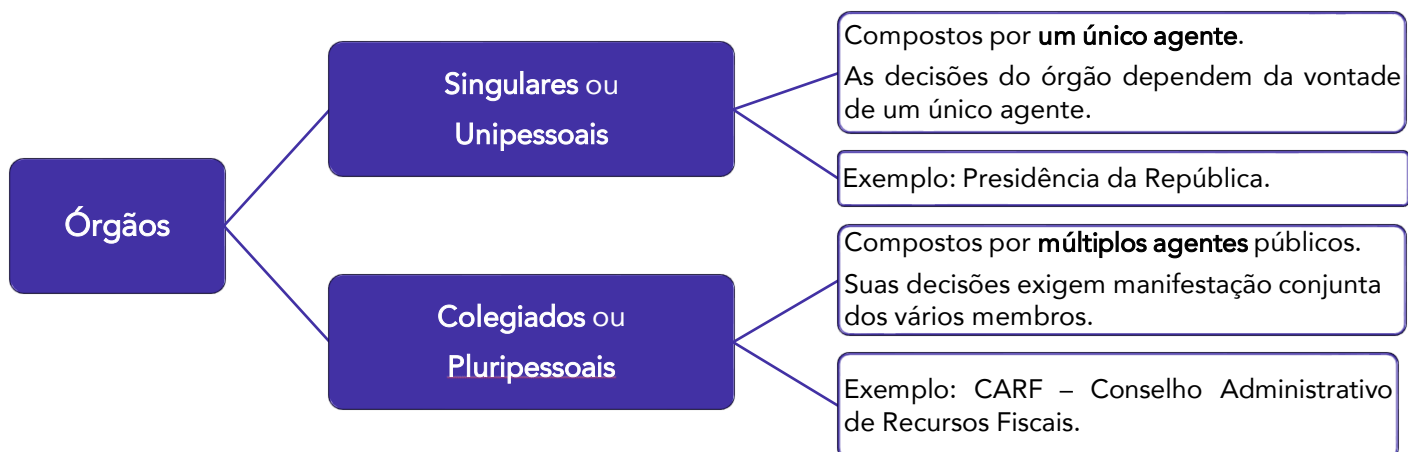 Órgãos
Singulares ou
Unipessoais
Compostos por um único agente.
As decisões do órgão dependem da vontade
de um único agente.
Exemplo: Presidência da República.
Colegiados ou
Pluripessoais
Compostos por múltiplos agentes públicos.
Suas decisões exigem manifestação conjunta
dos vários membros.
Exemplo: CARF – Conselho Administrativo
de Recursos Fiscais.